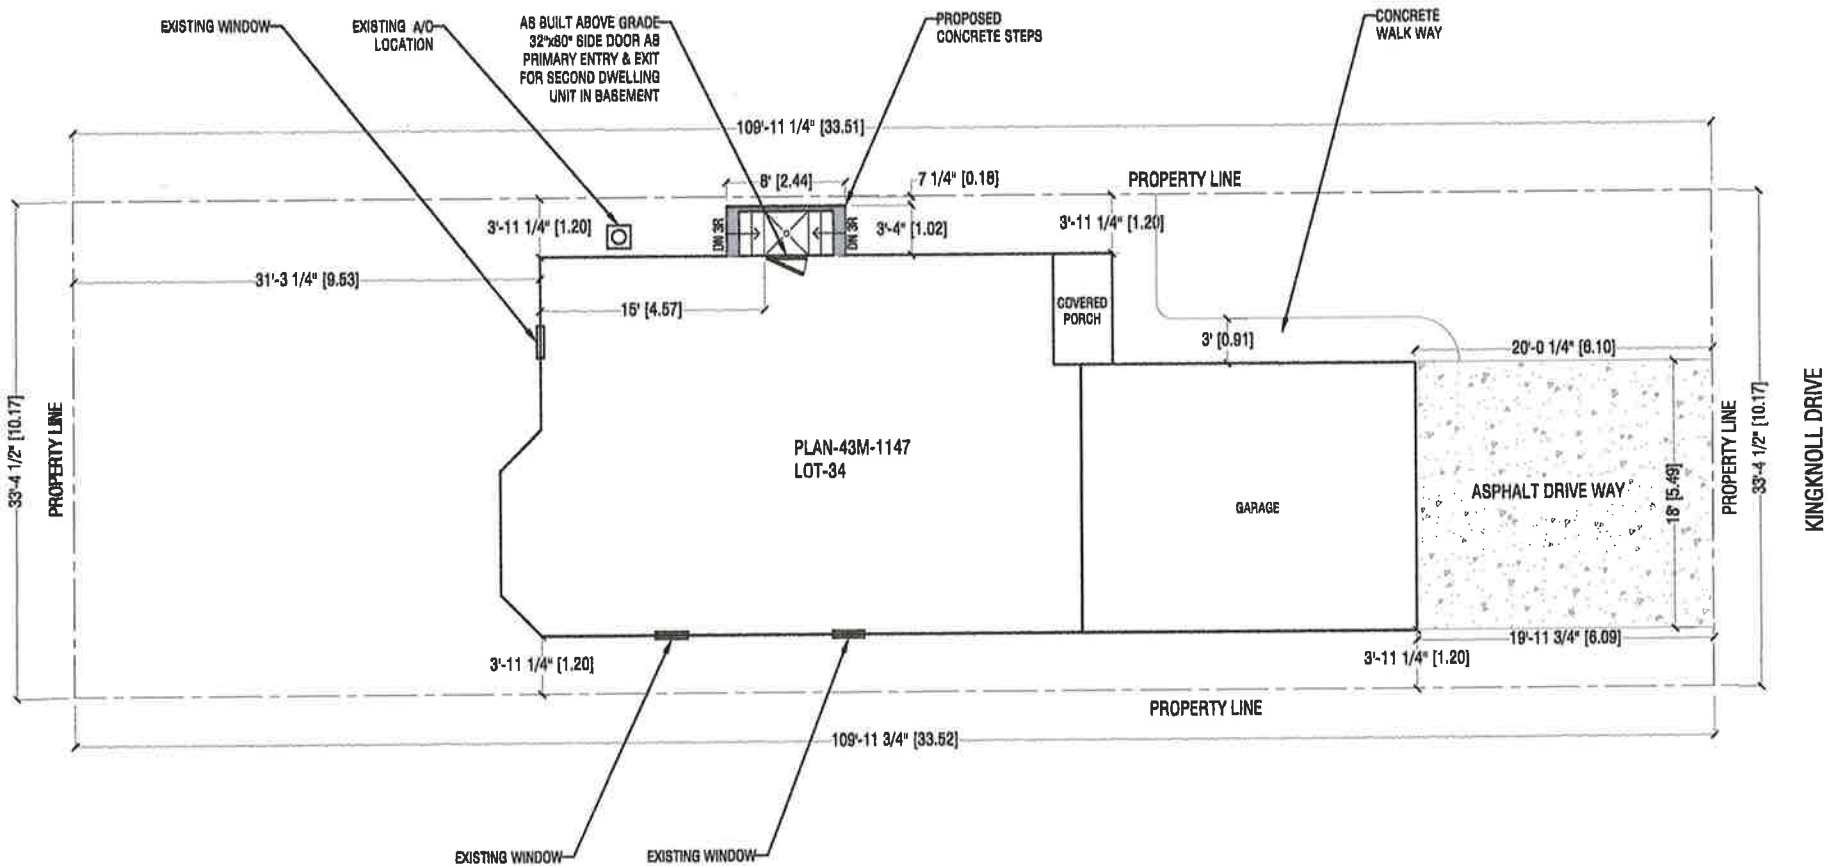 EXISTING WINDOW
EXISTING A/C
LOCATION
AS BUILT ABOVE GRADE
32"x80" SIDE DOOR AS
PRIMARY ENTRY & EXIT
FOR SECOND DWELLING
UNIT IN BASEMENT
PROPOSED
CONCRETE STEPS
CONCRETE
WALK WAY
109'-11 1/4" [33.51]
8' [2.44]
7 1/4" [0.18]
PROPERTY LINE
3'-11 1/4" [1.20]
DN 3R
DN 3R
3'-4" [1.02]
3'-11 1/4" [1.20]
31'-3 1/4" [9.53]
15' [4.57]
COVERED
PORCH
3' [0.91]
20'-0 1/4" [6.10]
33'-4 1/2" [10.17]
PROPERTY LINE
PLAN-43M-1147
LOT-34
GARAGE
ASPHALT DRIVE WAY
18' [5.49]
PROPERTY LINE
33'-4 1/2" [10.17]
KINGKNOLL DRIVE
3'-11 1/4" [1.20]
3'-11 1/4" [1.20]
19'-11 3/4" [6.09]
PROPERTY LINE
109'-11 3/4" [33.52]
EXISTING WINDOW
EXISTING WINDOW